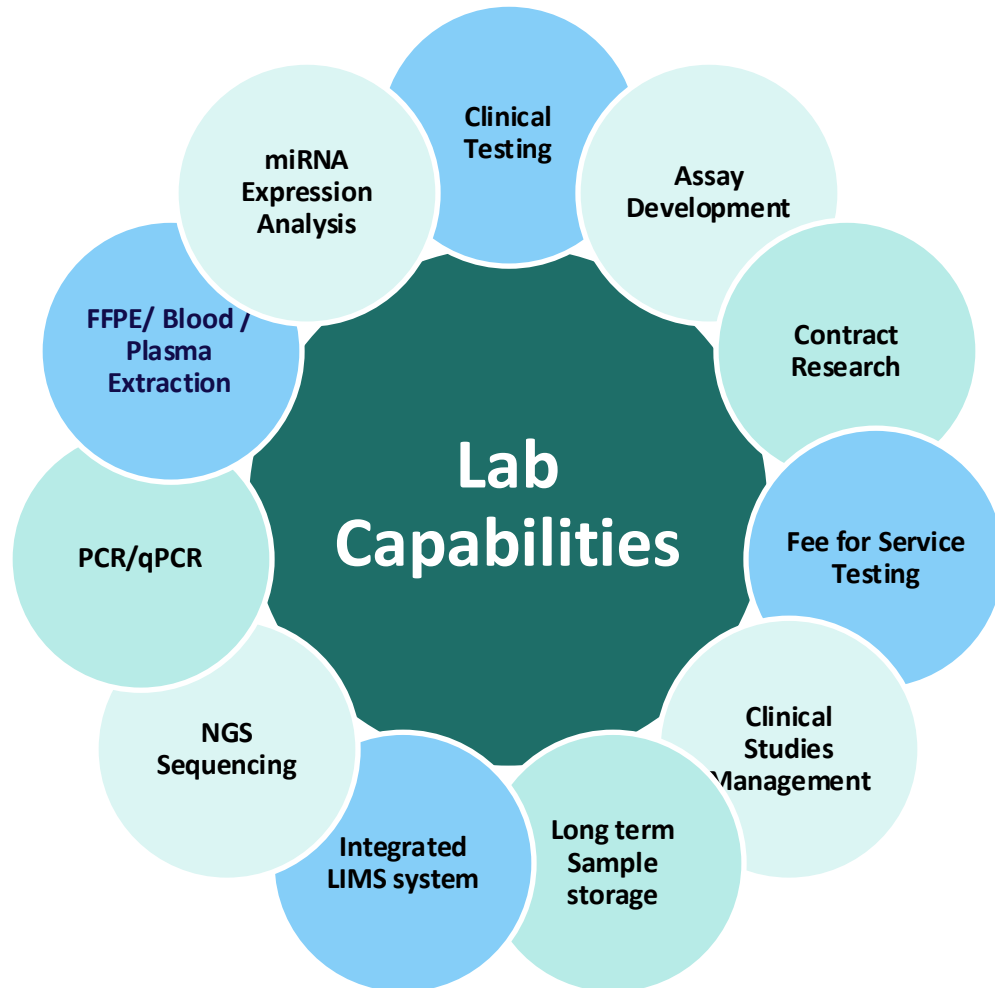 Lab
Capabilities
Clinical
Testing
Assay
Development
Contract
Research
Fee for Service
Testing
Clinical
Studies
Management
Long term
Sample
storage
Integrated
LIMS system
NGS
Sequencing
PCR/qPCR
FFPE/ Blood /
Plasma
Extraction
miRNA
Expression
Analysis